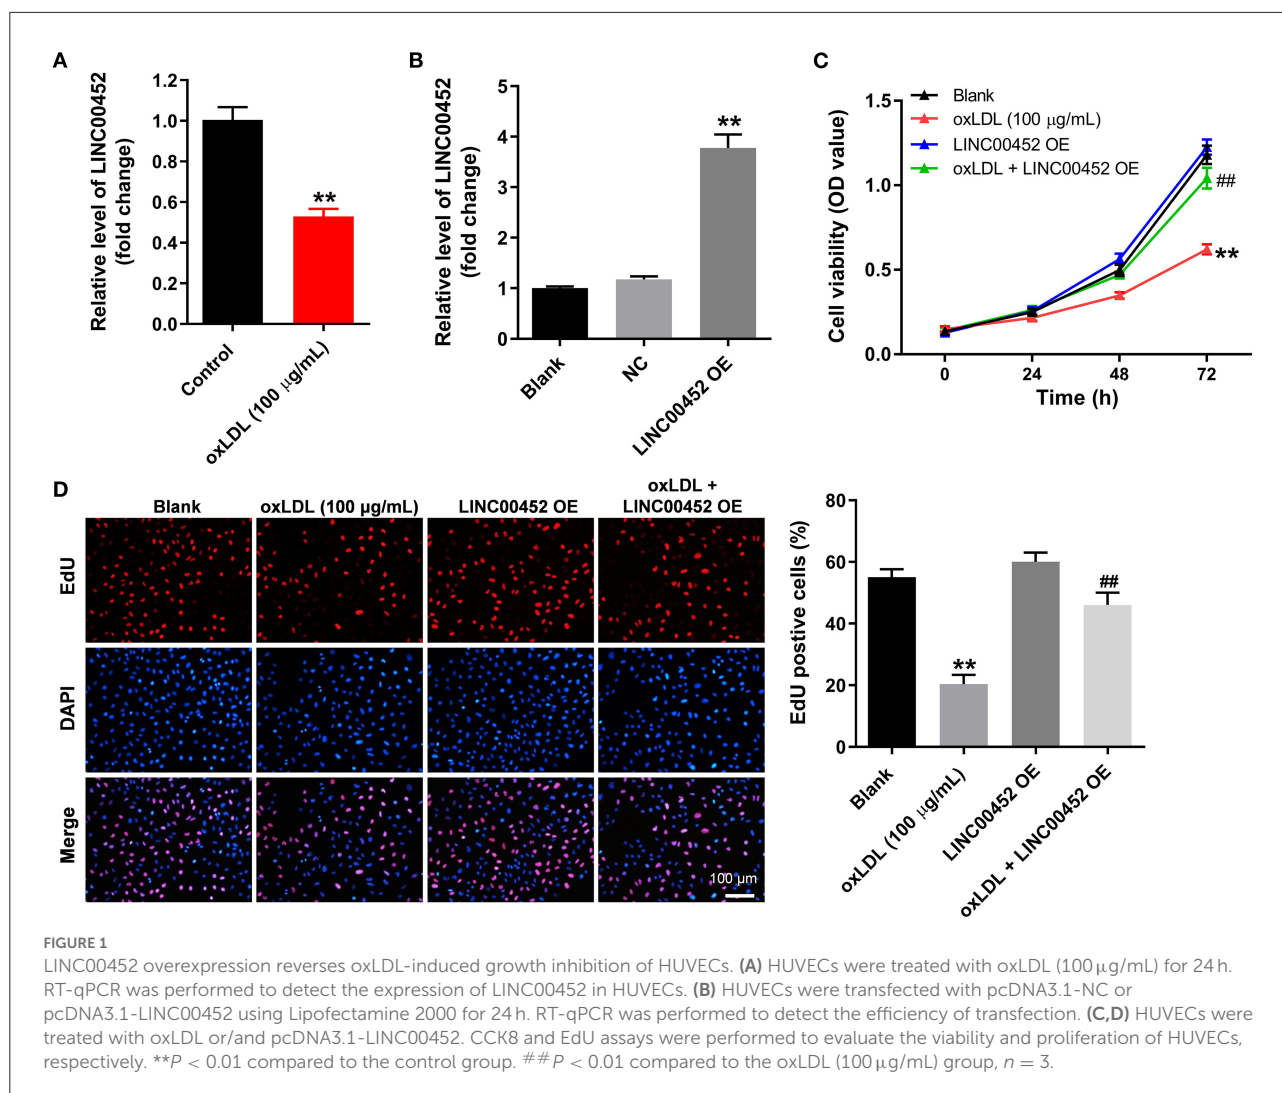 A
Relative level of LINC00452
(fold change)
1.2
1.0
0.8
0.6
0.4
0.2
0.0
**
Control
oxLDL (100 μg/mL)
B
Relative level of LINC00452
(fold change)
5
4
3
2
1
0
**
Blank
NC
LINC00452 OE
C
Cell viability (OD value)
1.5
1.0
0.5
0.0
Blank
oxLDL (100 μg/mL)
LINC00452 OE
oxLDL + LINC00452 OE
##
**
0
24
48
72
Time (h)
D
Blank
oxLDL (100 μg/mL)
LINC00452 OE
oxLDL +
LINC00452 OE
EdU
DAPI
Merge
100 μm
EdU postive cells (%)
80
60
40
20
0
**
##
Blank
oxLDL (100 μg/mL)
LINC00452 OE
oxLDL + LINC00452 OE
FIGURE 1
LINC00452 overexpression reverses oxLDL-induced growth inhibition of HUVECs. (A) HUVECs were treated with oxLDL (100 μg/mL) for 24 h.
RT-qPCR was performed to detect the expression of LINC00452 in HUVECs. (B) HUVECs were transfected with pcDNA3.1-NC or
pcDNA3.1-LINC00452 using Lipofectamine 2000 for 24 h. RT-qPCR was performed to detect the efficiency of transfection. (C,D) HUVECs were
treated with oxLDL or/and pcDNA3.1-LINC00452. CCK8 and EdU assays were performed to evaluate the viability and proliferation of HUVECs,
respectively. **P < 0.01 compared to the control group. ##P < 0.01 compared to the oxLDL (100 μg/mL) group, n = 3.